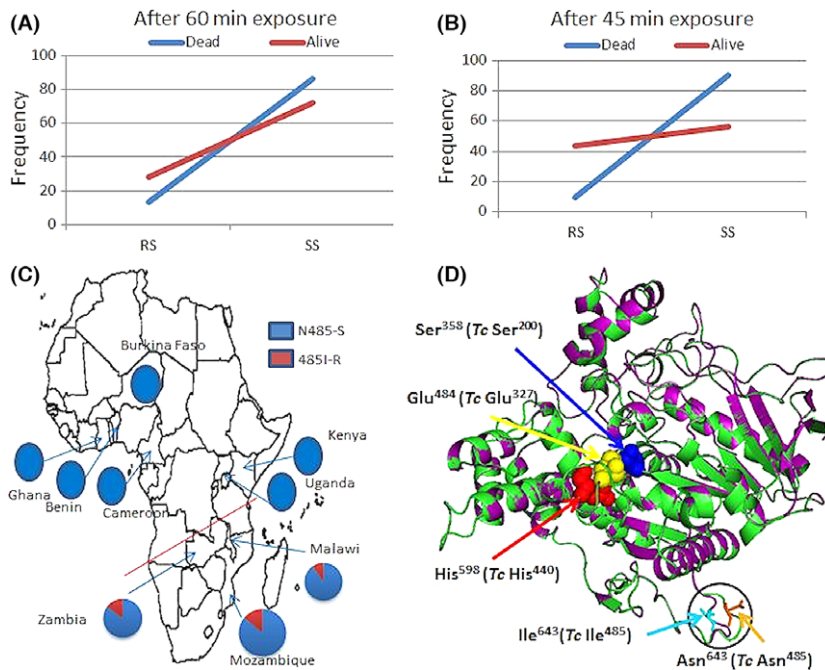 (A)
After 60 min exposure
Dead
Alive
Frequency
100
80
60
40
20
0
RS
SS
(B)
After 45 min exposure
Dead
Alive
Frequency
100
80
60
40
20
0
RS
SS
(C)
N485-S
485I-R
Burkina Faso
Kenya
Uganda
Ghana
Benin
Cameroon
Malawi
Zambia
Mozambique
(D)
Ser³⁵⁸ (Tc Ser²⁰⁰)
Glu⁴⁸⁴ (Tc Glu³²⁷)
His⁵⁹⁸ (Tc His⁴⁴⁰)
Ile⁶⁴³ (Tc Ile⁴⁸⁵)
Asn⁶⁴³ (Tc Asn⁴⁸⁵)